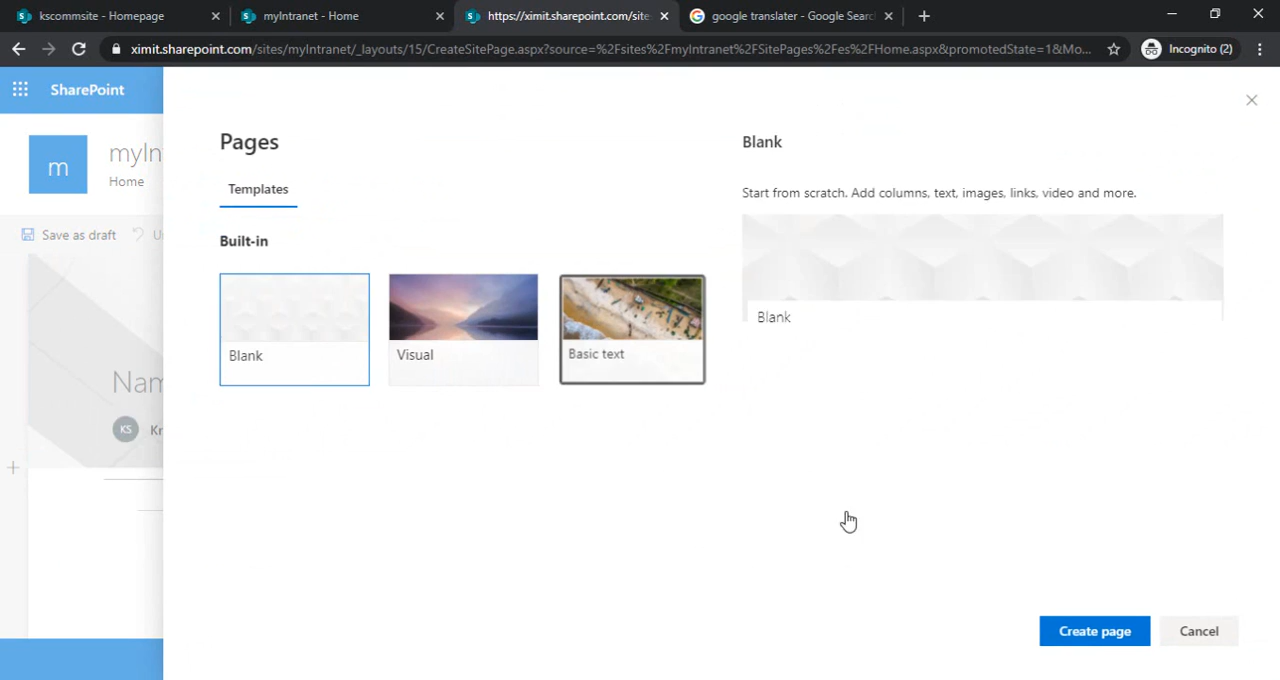 kscommsite - Homepage
myIntranet - Home
https://ximit.sharepoint.com/site
google translater - Google Searc
ximit.sharepoint.com/sites/myIntranet/_layouts/15/CreateSitePage.aspx?source=%2Fsites%2FmyIntranet%2FSitePages%2Fes%2FHome.aspx&promotedState=1&Mo...
Incognito (2)
SharePoint
m
myIn
Home
Save as draft
U
Nam
KS
Kr
Pages
Templates
Built-in
Blank
Visual
Basic text
Blank
Start from scratch. Add columns, text, images, links, video and more.
Blank
Create page
Cancel